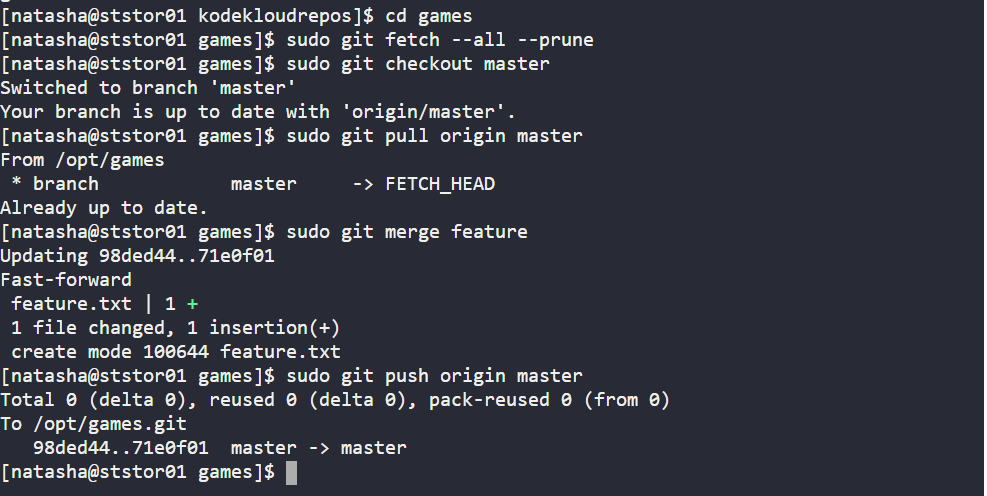 [natasha@ststor01 kodekloudrepos]$ cd games
[natasha@ststor01 games]$ sudo git fetch --all --prune
[natasha@ststor01 games]$ sudo git checkout master
Switched to branch 'master'
Your branch is up to date with 'origin/master'.
[natasha@ststor01 games]$ sudo git pull origin master
From /opt/games
 * branch            master     -> FETCH_HEAD
Already up to date.
[natasha@ststor01 games]$ sudo git merge feature
Updating 98ded44..71e0f01
Fast-forward
 feature.txt | 1 +
 1 file changed, 1 insertion(+)
 create mode 100644 feature.txt
[natasha@ststor01 games]$ sudo git push origin master
Total 0 (delta 0), reused 0 (delta 0), pack-reused 0 (from 0)
To /opt/games.git
   98ded44..71e0f01  master -> master
[natasha@ststor01 games]$